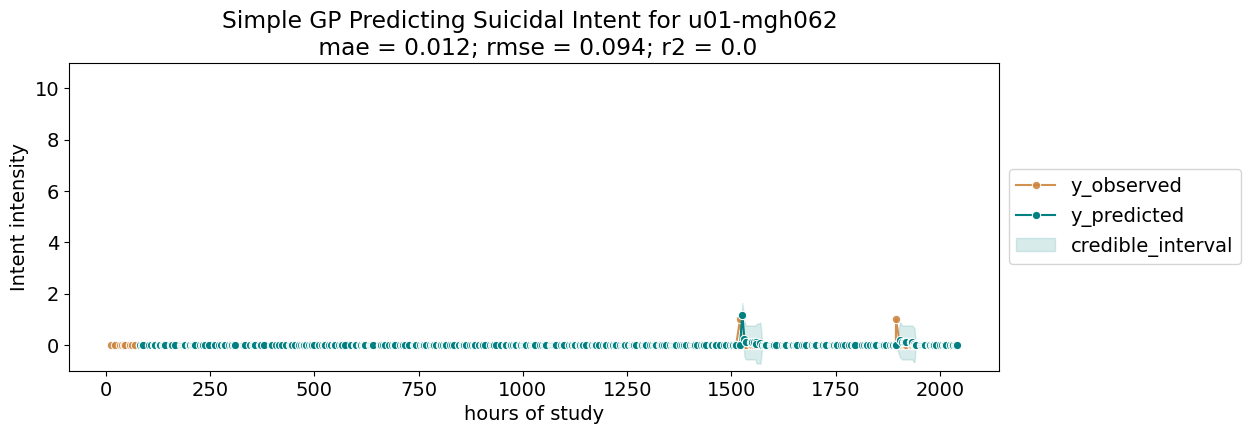 Simple GP Predicting Suicidal Intent for u01-mgh062
mae = 0.012; rmse = 0.094; r2 = 0.0
Intent intensity
10
8
6
4
2
0
0 250 500 750 1000 1250 1500 1750 2000
hours of study
y_observed
y_predicted
credible_interval